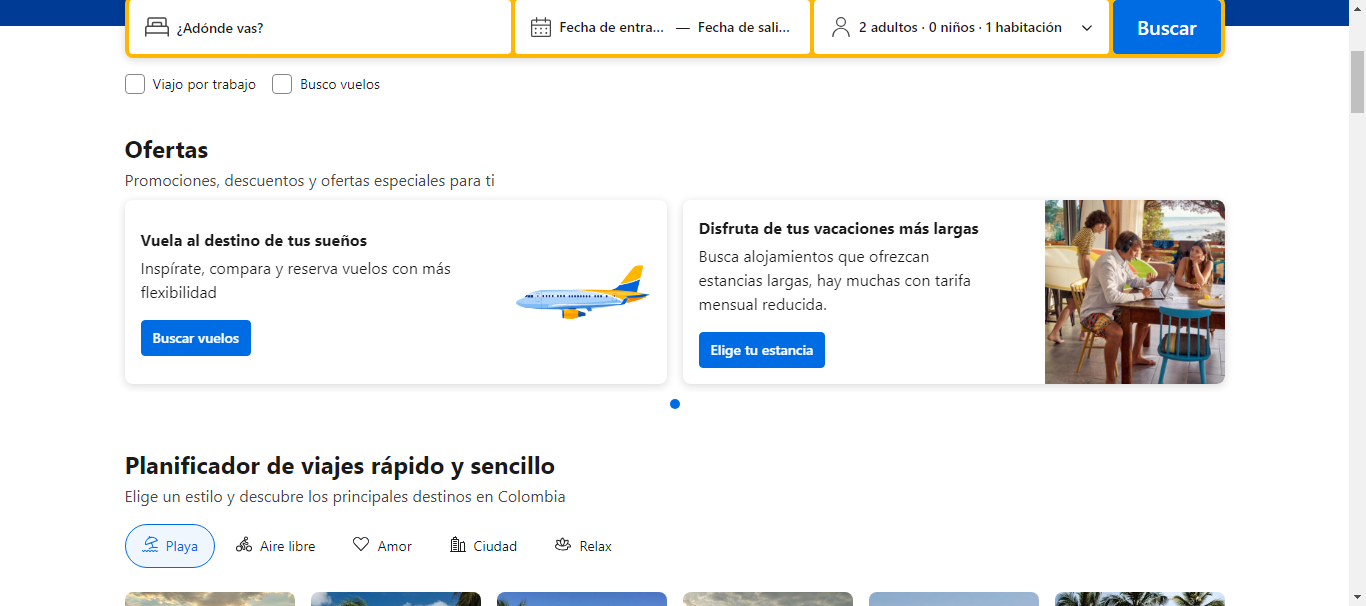 ¿Adónde vas?
Fecha de entra... — Fecha de sali...
2 adultos · 0 niños · 1 habitación
Buscar
Viajo por trabajo
Busco vuelos
Ofertas
Promociones, descuentos y ofertas especiales para ti
Vuela al destino de tus sueños
Inspírate, compara y reserva vuelos con más
flexibilidad
Buscar vuelos
Disfruta de tus vacaciones más largas
Busca alojamientos que ofrezcan
estancias largas, hay muchas con tarifa
mensual reducida.
Elige tu estancia
Planificador de viajes rápido y sencillo
Elige un estilo y descubre los principales destinos en Colombia
Playa
Aire libre
Amor
Ciudad
Relax